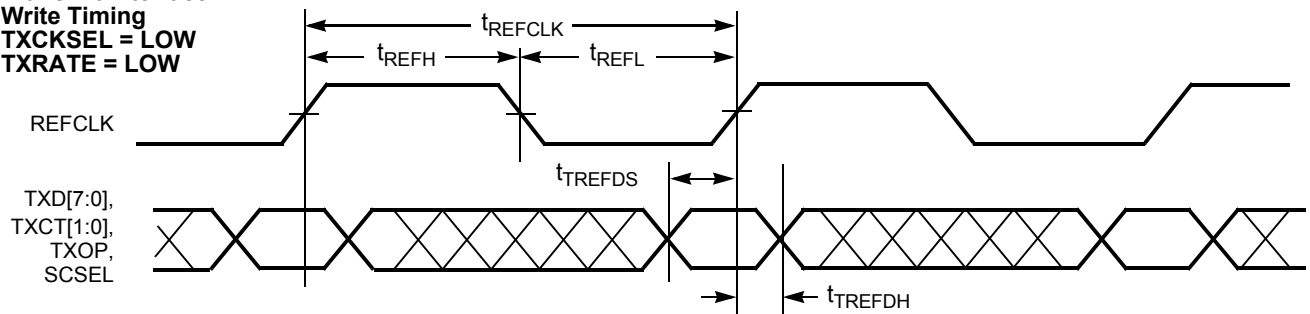 Write Timing
TXCKSEL = LOW
TXRATE = LOW
tREFCLK
tREFH
tREFL
REFCLK
tTREFDS
TXD[7:0],
TXCT[1:0],
TXOP,
SCSEL
tTREFDH